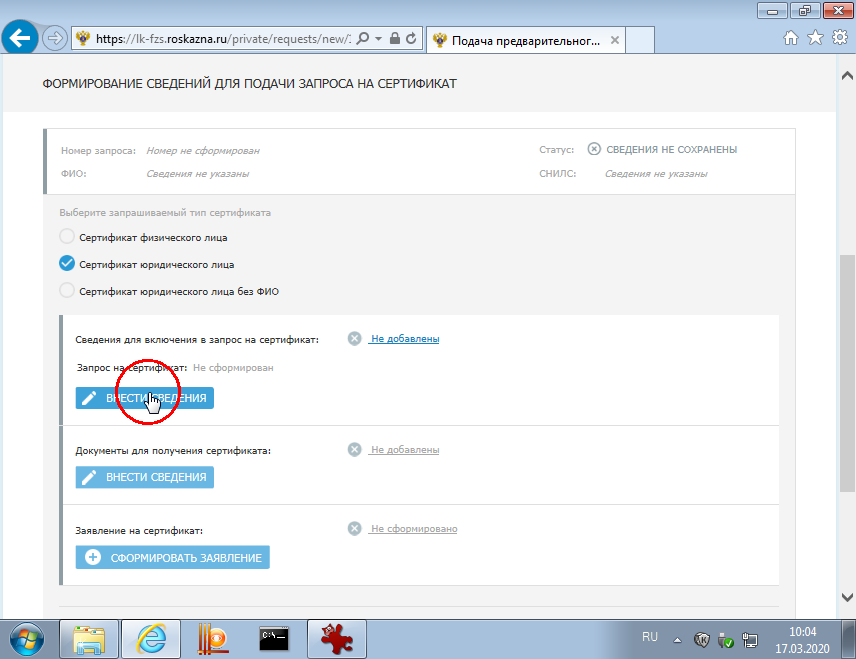 https://lk-fzs.roskazna.ru/private/requests/new/
Подача предварительног...
ФОРМИРОВАНИЕ СВЕДЕНИЙ ДЛЯ ПОДАЧИ ЗАПРОСА НА СЕРТИФИКАТ
Номер запроса: Номер не сформирован Статус: СВЕДЕНИЯ НЕ СОХРАНЕНЫ
ФИО: Сведения не указаны СНИЛС: Сведения не указаны
Выберите запрашиваемый тип сертификата
Сертификат физического лица
Сертификат юридического лица
Сертификат юридического лица без ФИО
Сведения для включения в запрос на сертификат: Не добавлены
Запрос на сертификат: Не сформирован
ВНЕСТИ СВЕДЕНИЯ
Документы для получения сертификата: Не добавлены
ВНЕСТИ СВЕДЕНИЯ
Заявление на сертификат: Не сформировано
СФОРМИРОВАТЬ ЗАЯВЛЕНИЕ
C:\_
RU
10:04
17.03.2020